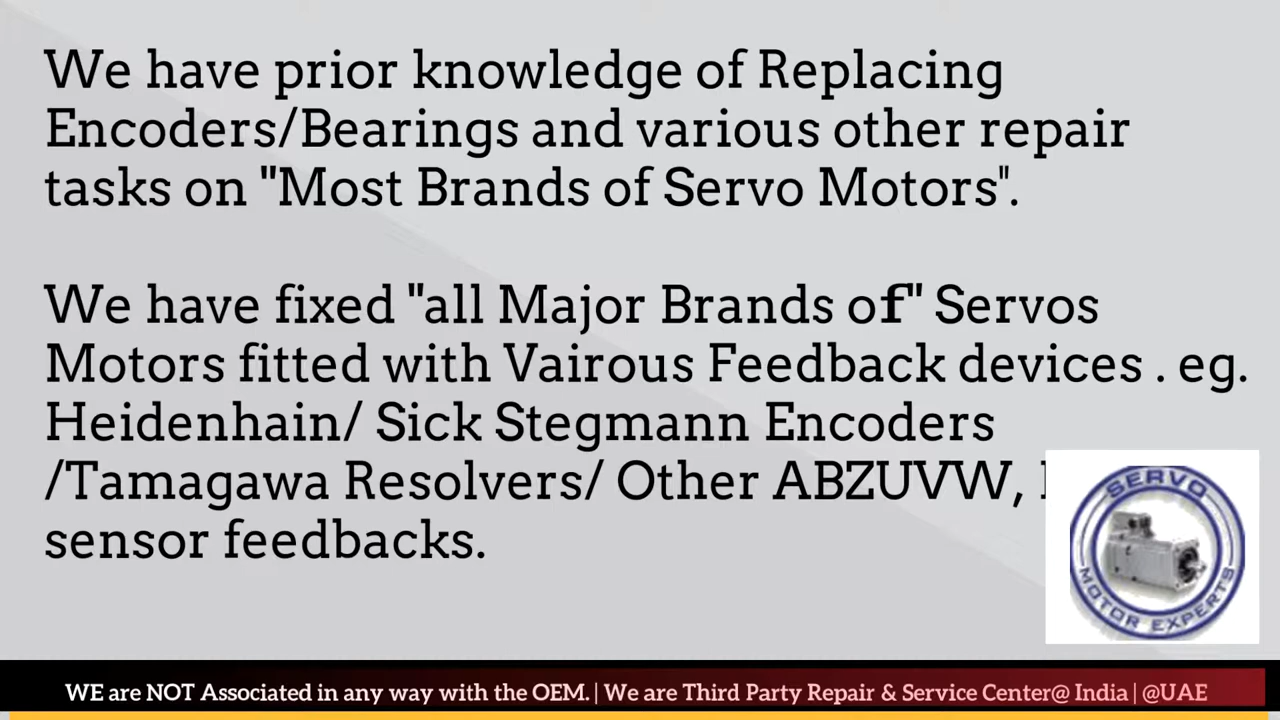 We have prior knowledge of Replacing
Encoders/Bearings and various other repair
tasks on "Most Brands of Servo Motors".
We have fixed "all Major Brands of" Servos
Motors fitted with Vairous Feedback devices . eg.
Heidenhain/ Sick Stegmann Encoders
/Tamagawa Resolvers/ Other ABZUVW,
sensor feedbacks.
SERVO
MOTOR EXPERTS
WE are NOT Associated in any way with the OEM. | We are Third Party Repair & Service Center@ India | @UAE